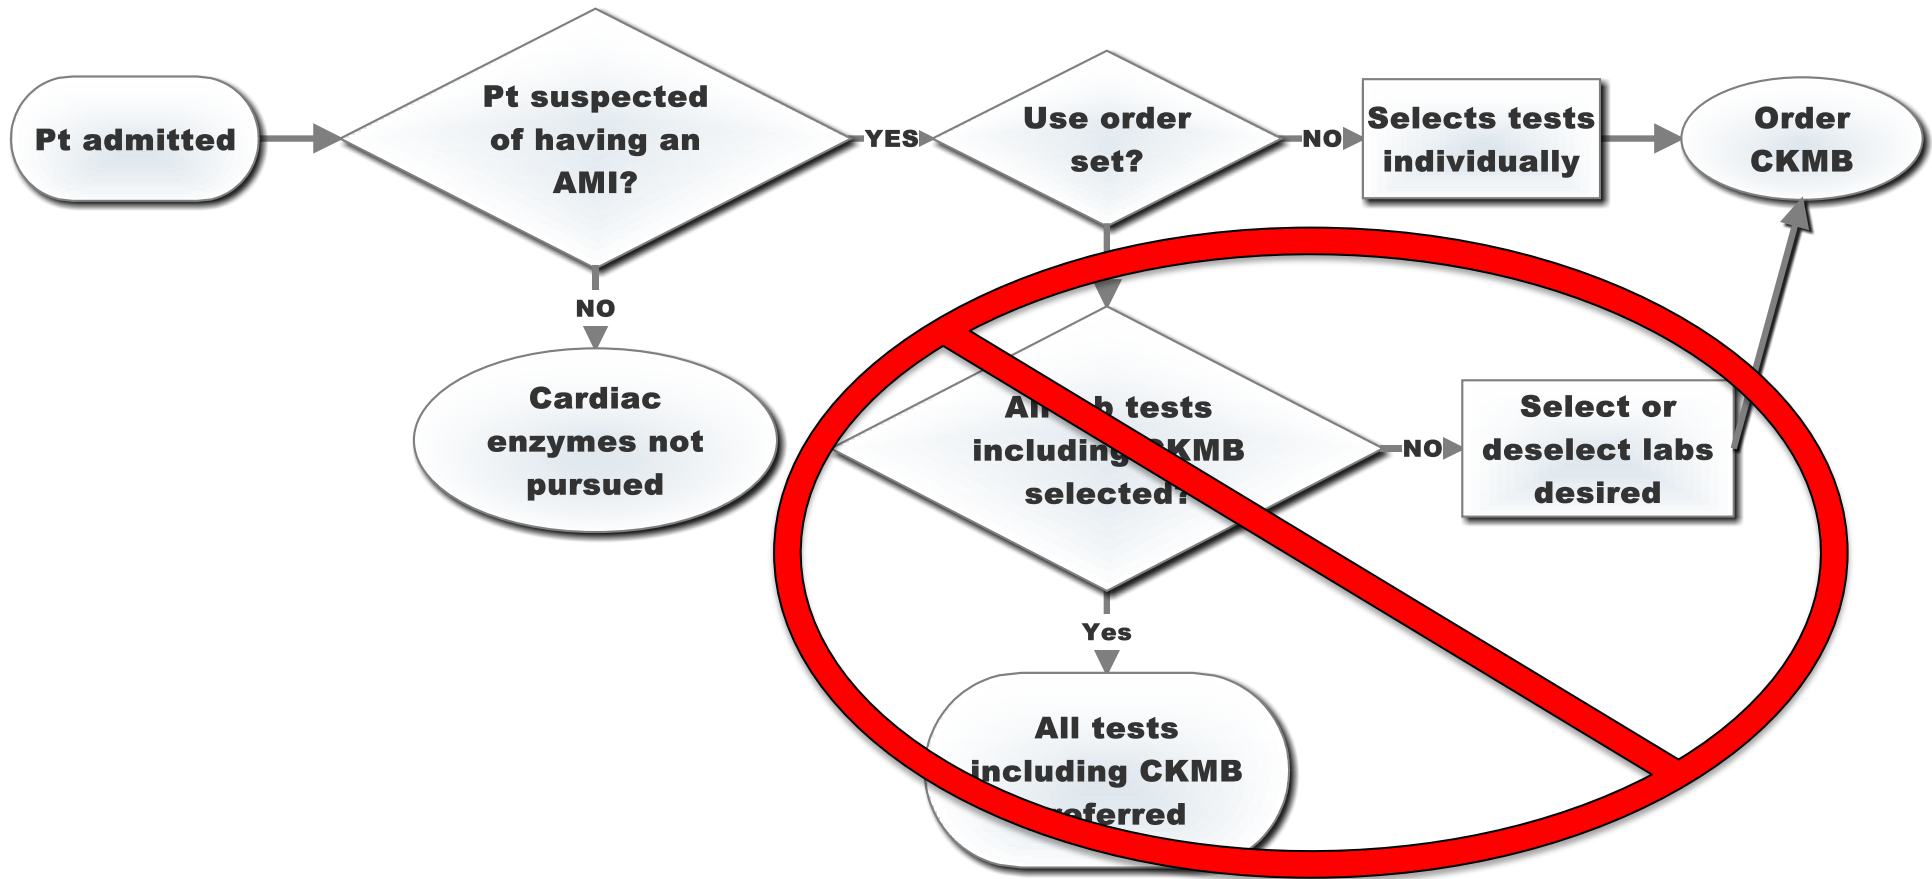 Pt admitted
Pt suspected
of having an
AMI?
YES
Use order
set?
NO
Selects tests
individually
Order
CKMB
NO
Cardiac
enzymes not
pursued
tests
including CKMB
selected?
NO
Select or
deselect labs
desired
Yes
All tests
including CKMB